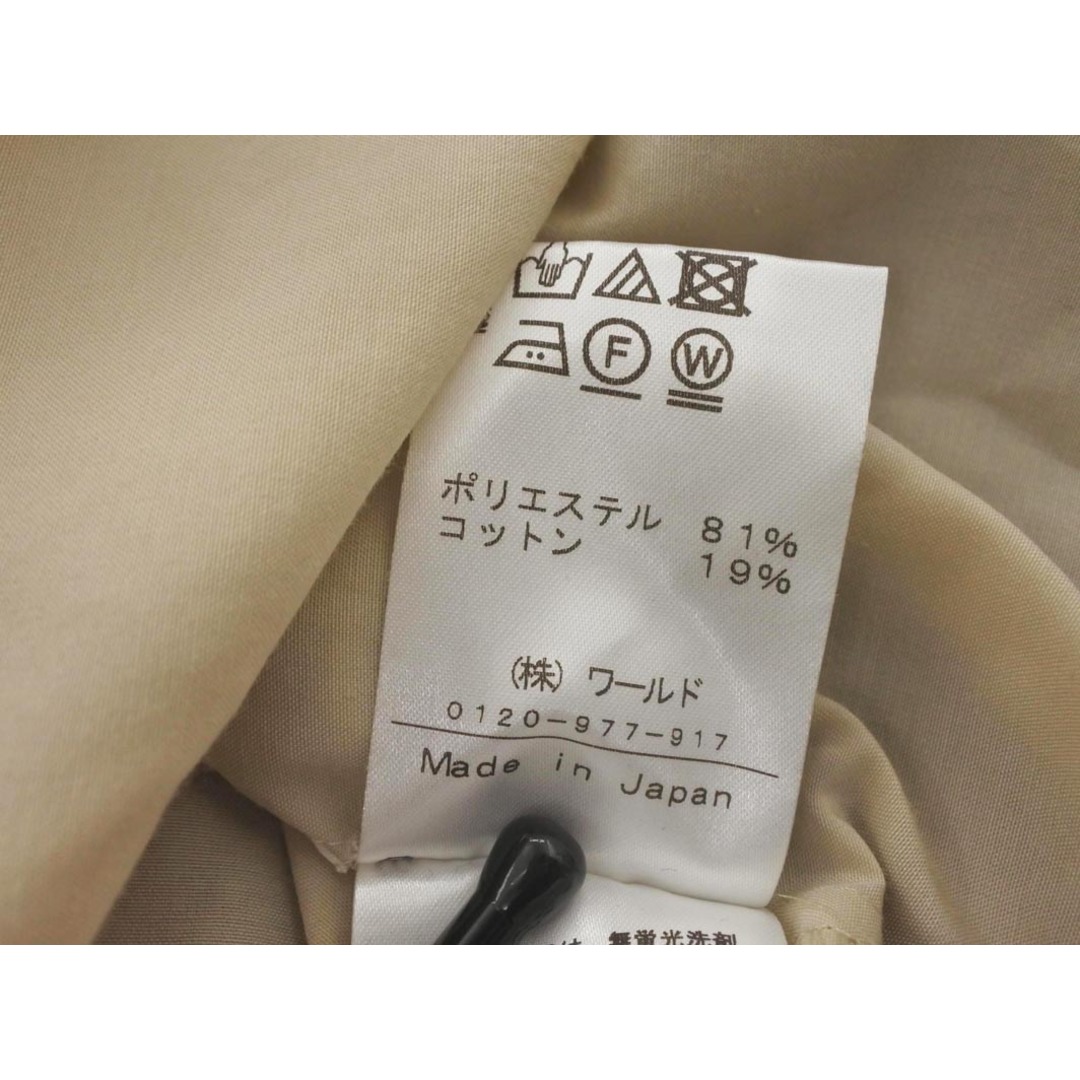 F W
ポリエステル 81%
コットン 19%
(株) ワールド
0120-977-917
Made in Japan
無蛍光洗剤